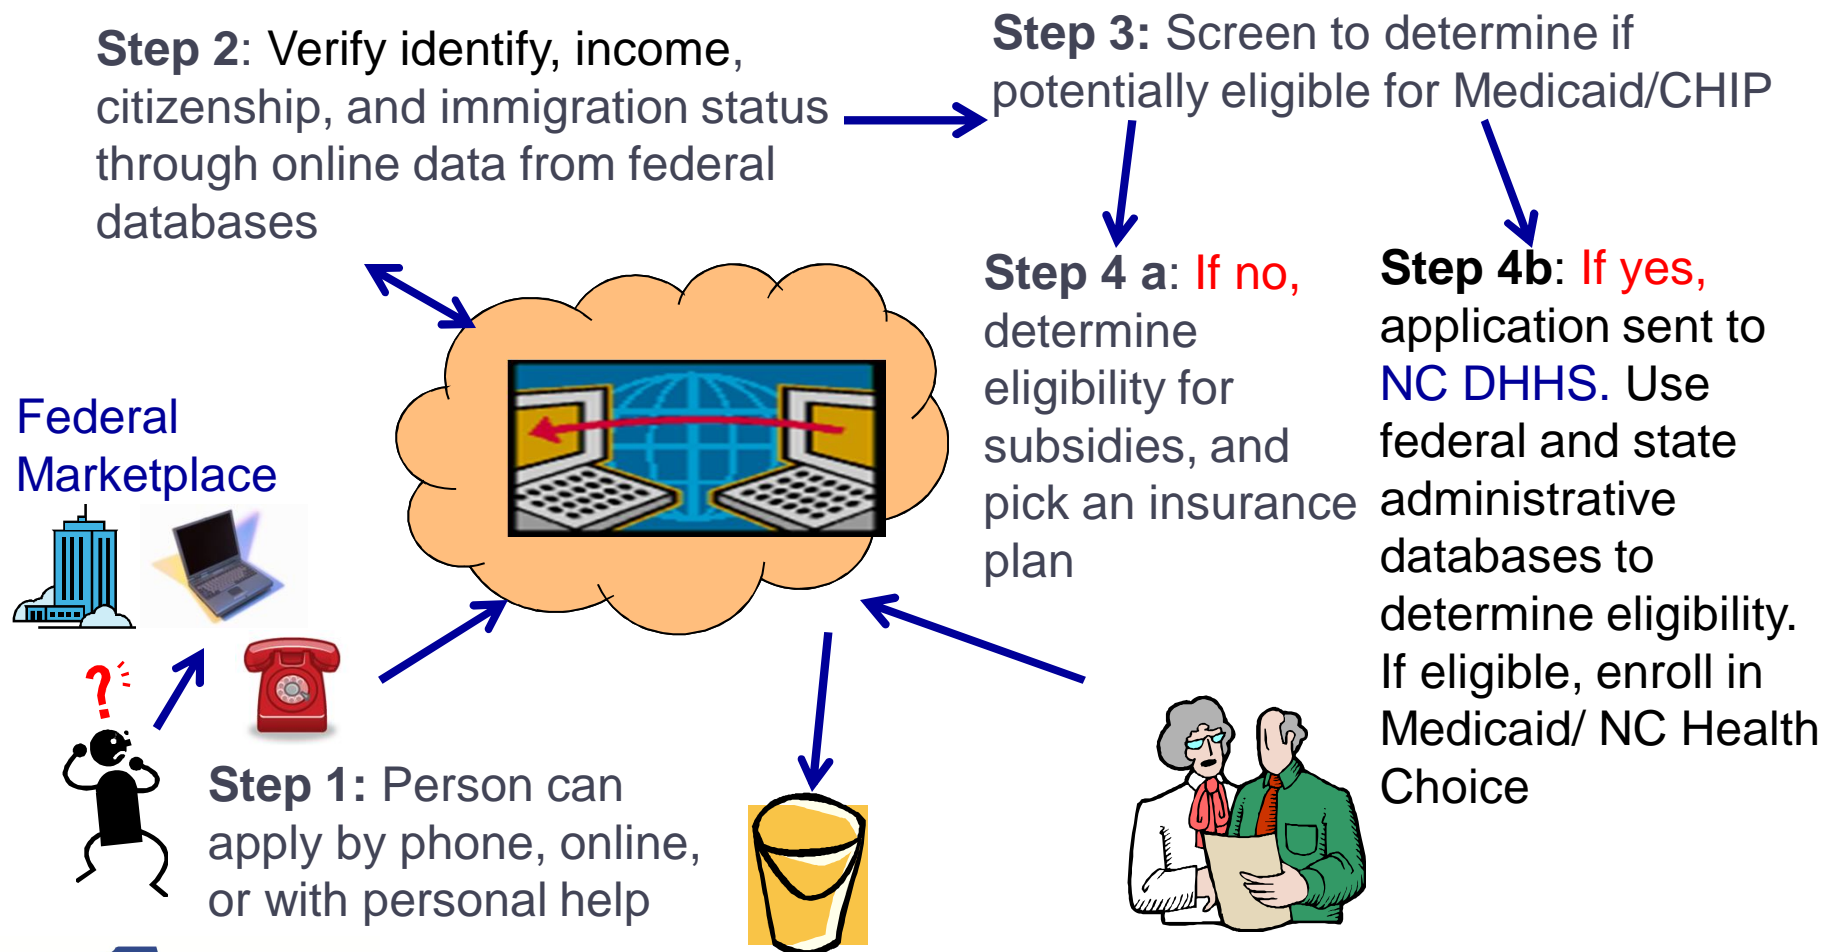 Step 2: Verify identify, income,
citizenship, and immigration status
through online data from federal
databases
Step 3: Screen to determine if
potentially eligible for Medicaid/CHIP
Step 4 a: If no,
determine
eligibility for
subsidies, and
pick an insurance
plan
Step 4b: If yes,
application sent to
NC DHHS. Use
federal and state
administrative
databases to
determine eligibility.
If eligible, enroll in
Medicaid/ NC Health
Choice
Federal
Marketplace
?
Step 1: Person can
apply by phone, online,
or with personal help